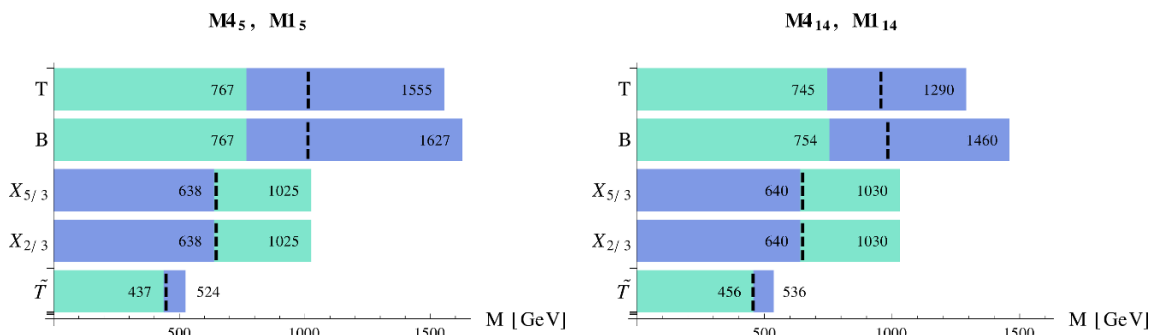 M4₅, M1₅
T 767 1555
B 767 1627
X₅/₃ 638 1025
X₂/₃ 638 1025
T̃ 437 524
500 1000 1500 M [GeV]
M4₁₄, M1₁₄
T 745 1290
B 754 1460
X₅/₃ 640 1030
X₂/₃ 640 1030
T̃ 456 536
500 1000 1500 M [GeV]